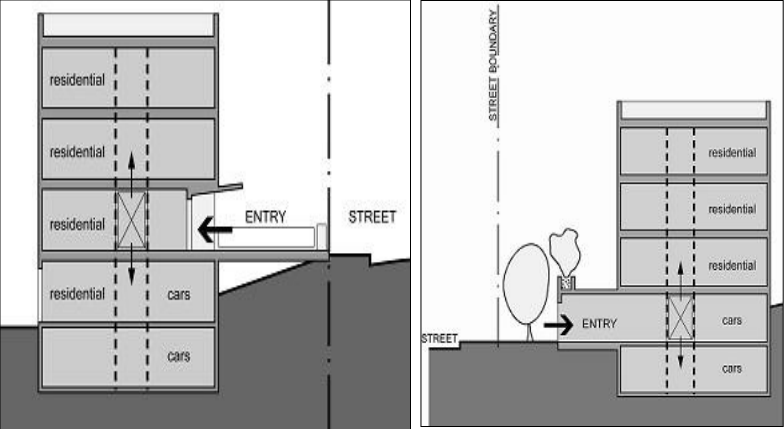 residential
residential
residential
ENTRY
STREET
residential
cars
cars
STREET BOUNDARY
residential
residential
residential
STREET
ENTRY
cars
cars